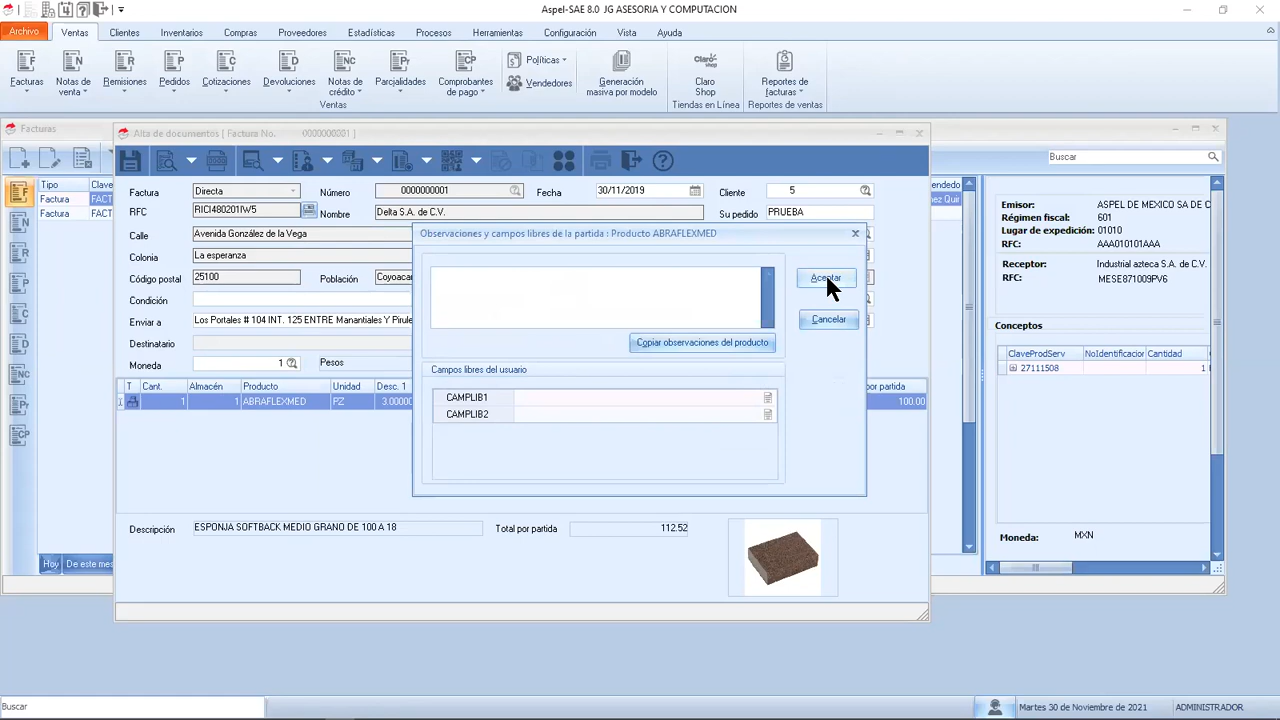 Aspel-SAE 8.0 JG ASESORIA Y COMPUTACION
Archivo Ventas Clientes Inventarios Compras Proveedores Estadísticas Procesos Herramientas Configuración Vista Ayuda
Facturas
Notas de venta
Remisiones
Pedidos
Cotizaciones
Devoluciones
Notas de crédito
Parcialidades
Comprobantes de pago
Políticas
Vendedores
Generación masiva por modelo
Claro Shop
Reportes de facturas
Ventas
Tiendas en Línea
Reportes de ventas
Facturas
Buscar
Tipo Clave
Factura FACT
Factura FACT
Alta de documentos [ Factura No. 0000000001 ]
Factura Directa Número 0000000001 Fecha 30/11/2019 Cliente 5
RFC RICI480201IW5 Nombre Delta S.A. de C.V. Su pedido PRUEBA
Calle Avenida González de la Vega
Colonia La esperanza
Código postal 25100 Población Coyoacan
Condición
Enviar a Los Portales # 104 INT. 125 ENTRE Manantiales Y Pirule
Destinatario
Moneda 1 Pesos
T Cant. Almacén Producto Unidad Desc. 1 por partida
1 1 ABRAFLEXMED PZ 3.0000 100.00
Observaciones y campos libres de la partida : Producto ABRAFLEXMED
Aceptar
Cancelar
Copiar observaciones del producto
Campos libres del usuario
CAMPLIB1
CAMPLIB2
Descripción ESPONJA SOFTBACK MEDIO GRANO DE 100 A 18 Total por partida 112.52
Hoy De este mes
Emisor: ASPEL DE MEXICO SA DE C
Régimen fiscal: 601
Lugar de expedición: 01010
RFC: AAA010101AAA
Receptor: Industrial azteca S.A. de C.V.
RFC: MESE871009PV6
Conceptos
ClaveProdServ NoIdentificacior Cantidad
27111508 1
Moneda: MXN
Buscar
Martes 30 de Noviembre de 2021 ADMINISTRADOR